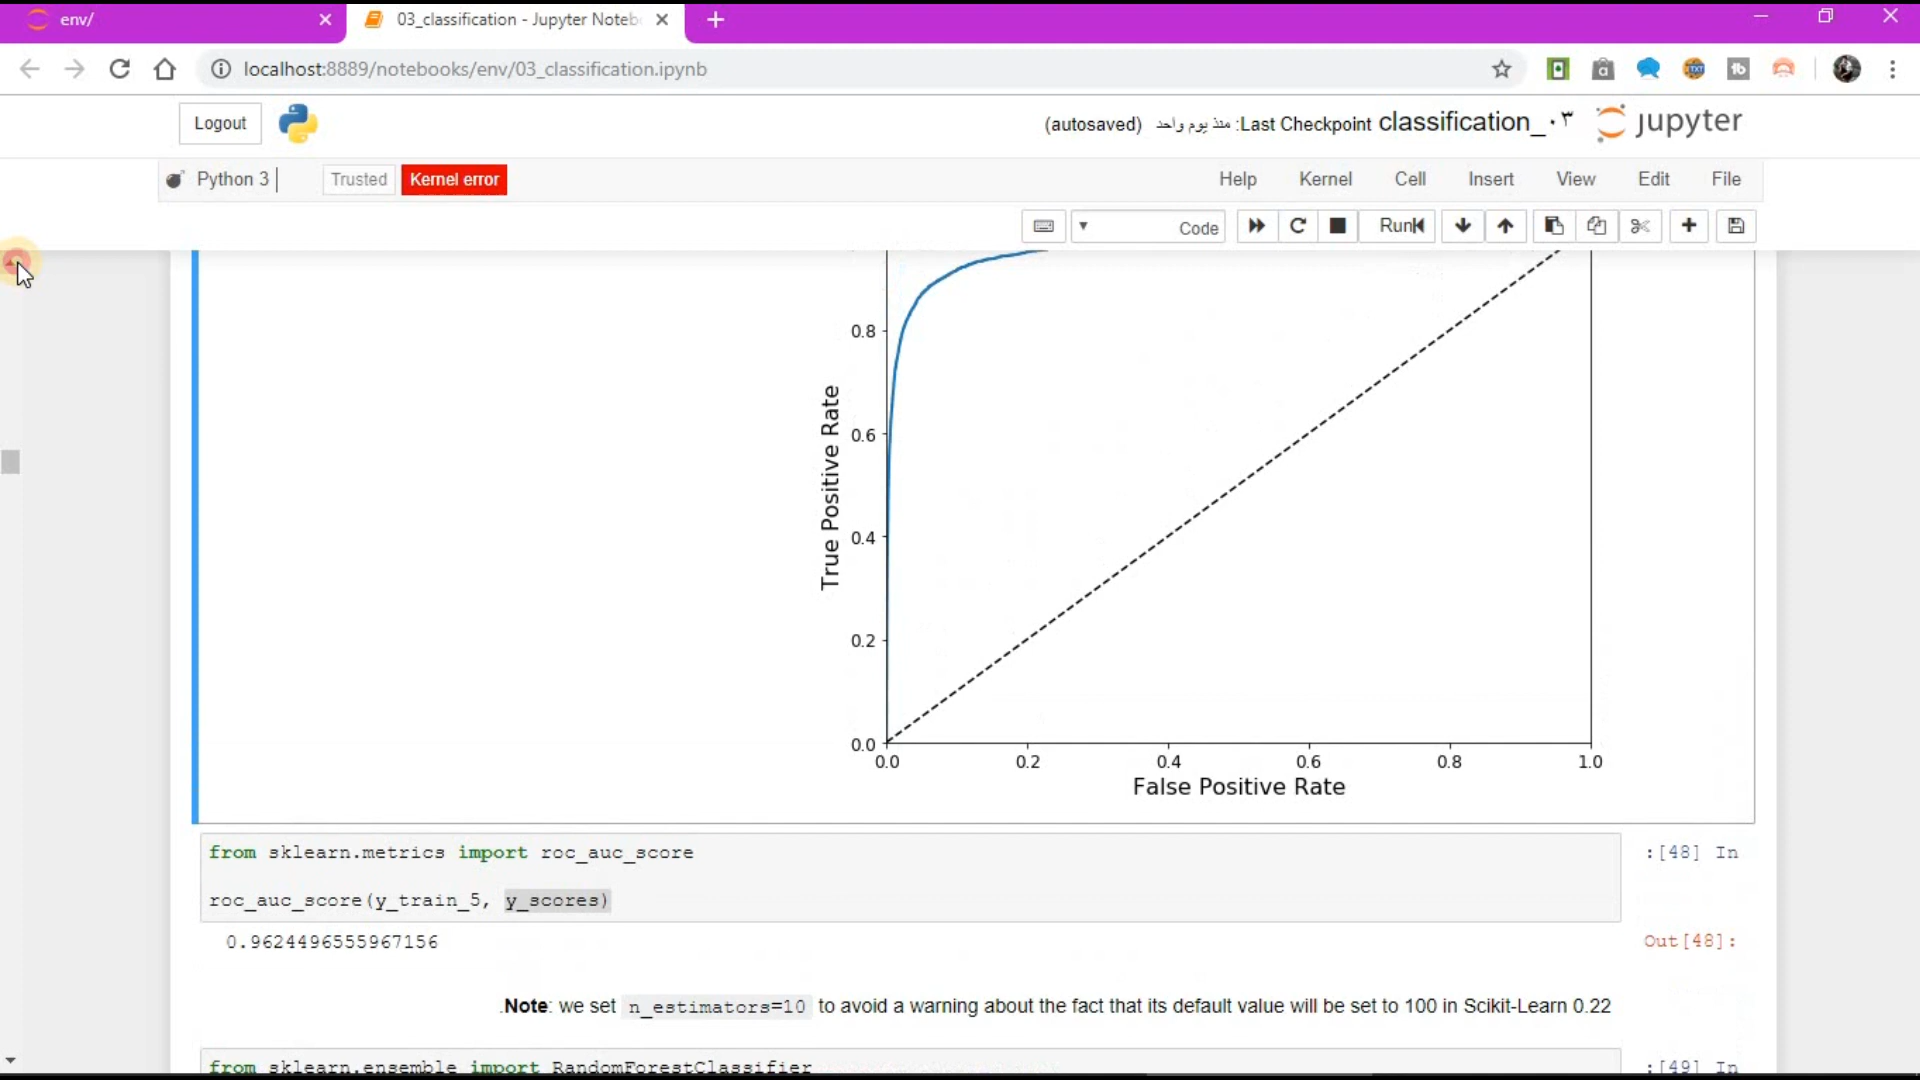 env/
03_classification - Jupyter Noteb
localhost:8889/notebooks/env/03_classification.ipynb
Logout
(autosaved) منذ يوم واحد :Last Checkpoint classification_٠٣ jupyter
Python 3 Trusted Kernel error Help Kernel Cell Insert View Edit File
Code Run
0.8
0.6
0.4
0.2
0.0
True Positive Rate
0.0 0.2 0.4 0.6 0.8 1.0
False Positive Rate
from sklearn.metrics import roc_auc_score :[48] In
roc_auc_score(y_train_5, y_scores)
0.9624496555967156 Out[48]:
.Note: we set n_estimators=10 to avoid a warning about the fact that its default value will be set to 100 in Scikit-Learn 0.22
from sklearn.ensemble import RandomForestClassifier :[49] In